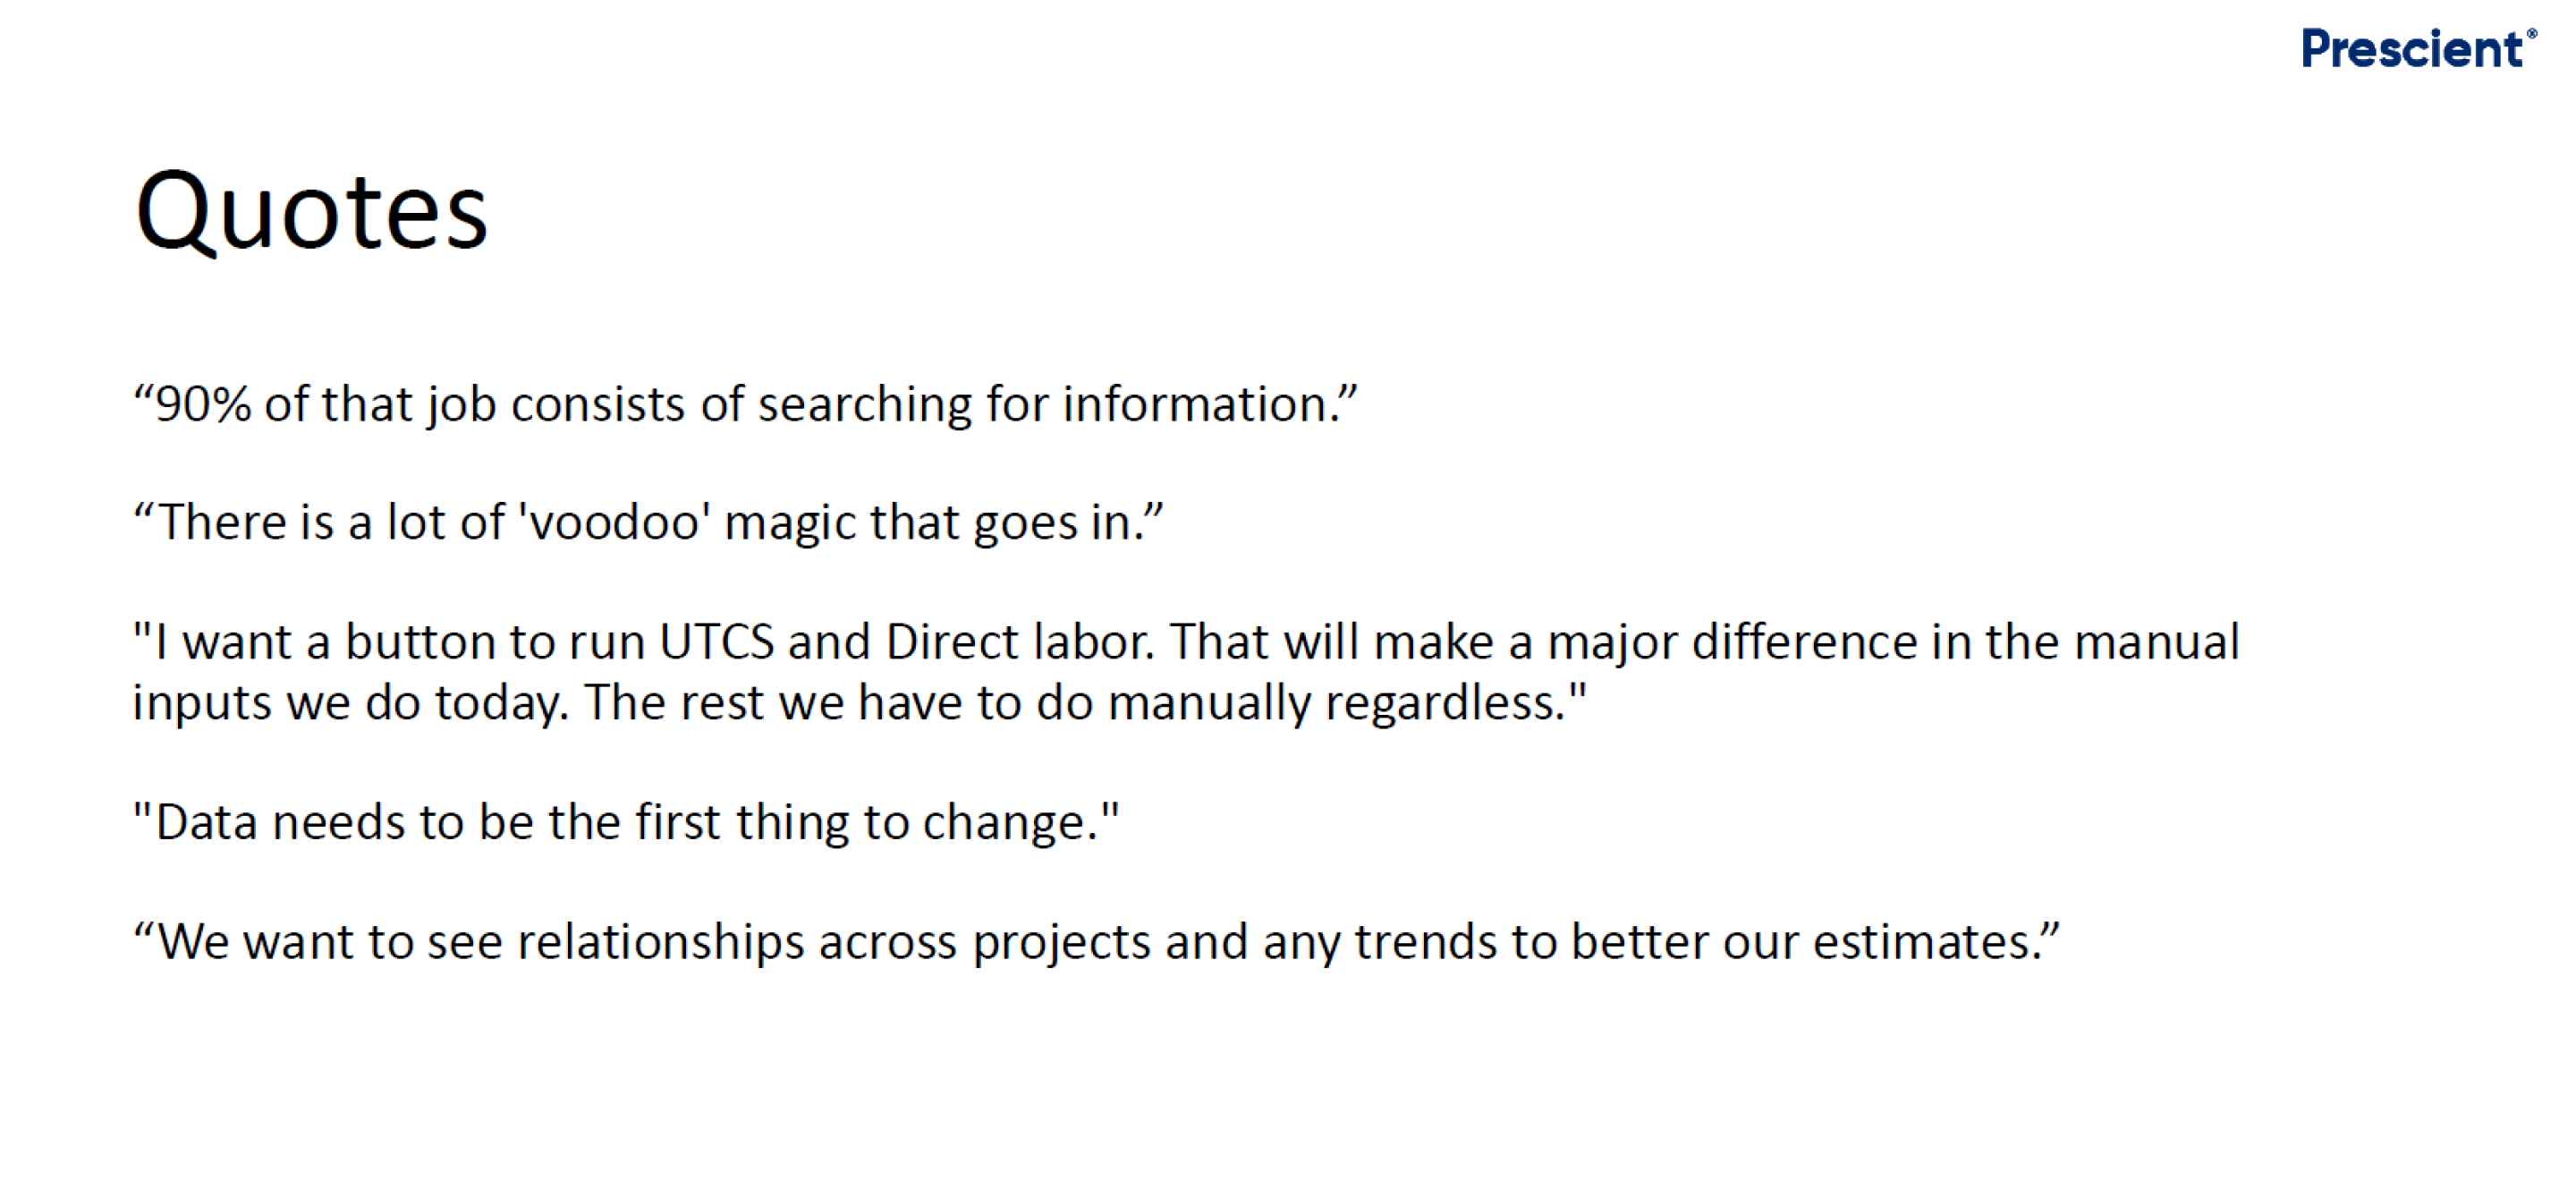 Prescient®
Quotes
“90% of that job consists of searching for information.”
“There is a lot of 'voodoo' magic that goes in.”
"I want a button to run UTCS and Direct labor. That will make a major difference in the manual
inputs we do today. The rest we have to do manually regardless."
"Data needs to be the first thing to change."
“We want to see relationships across projects and any trends to better our estimates.”